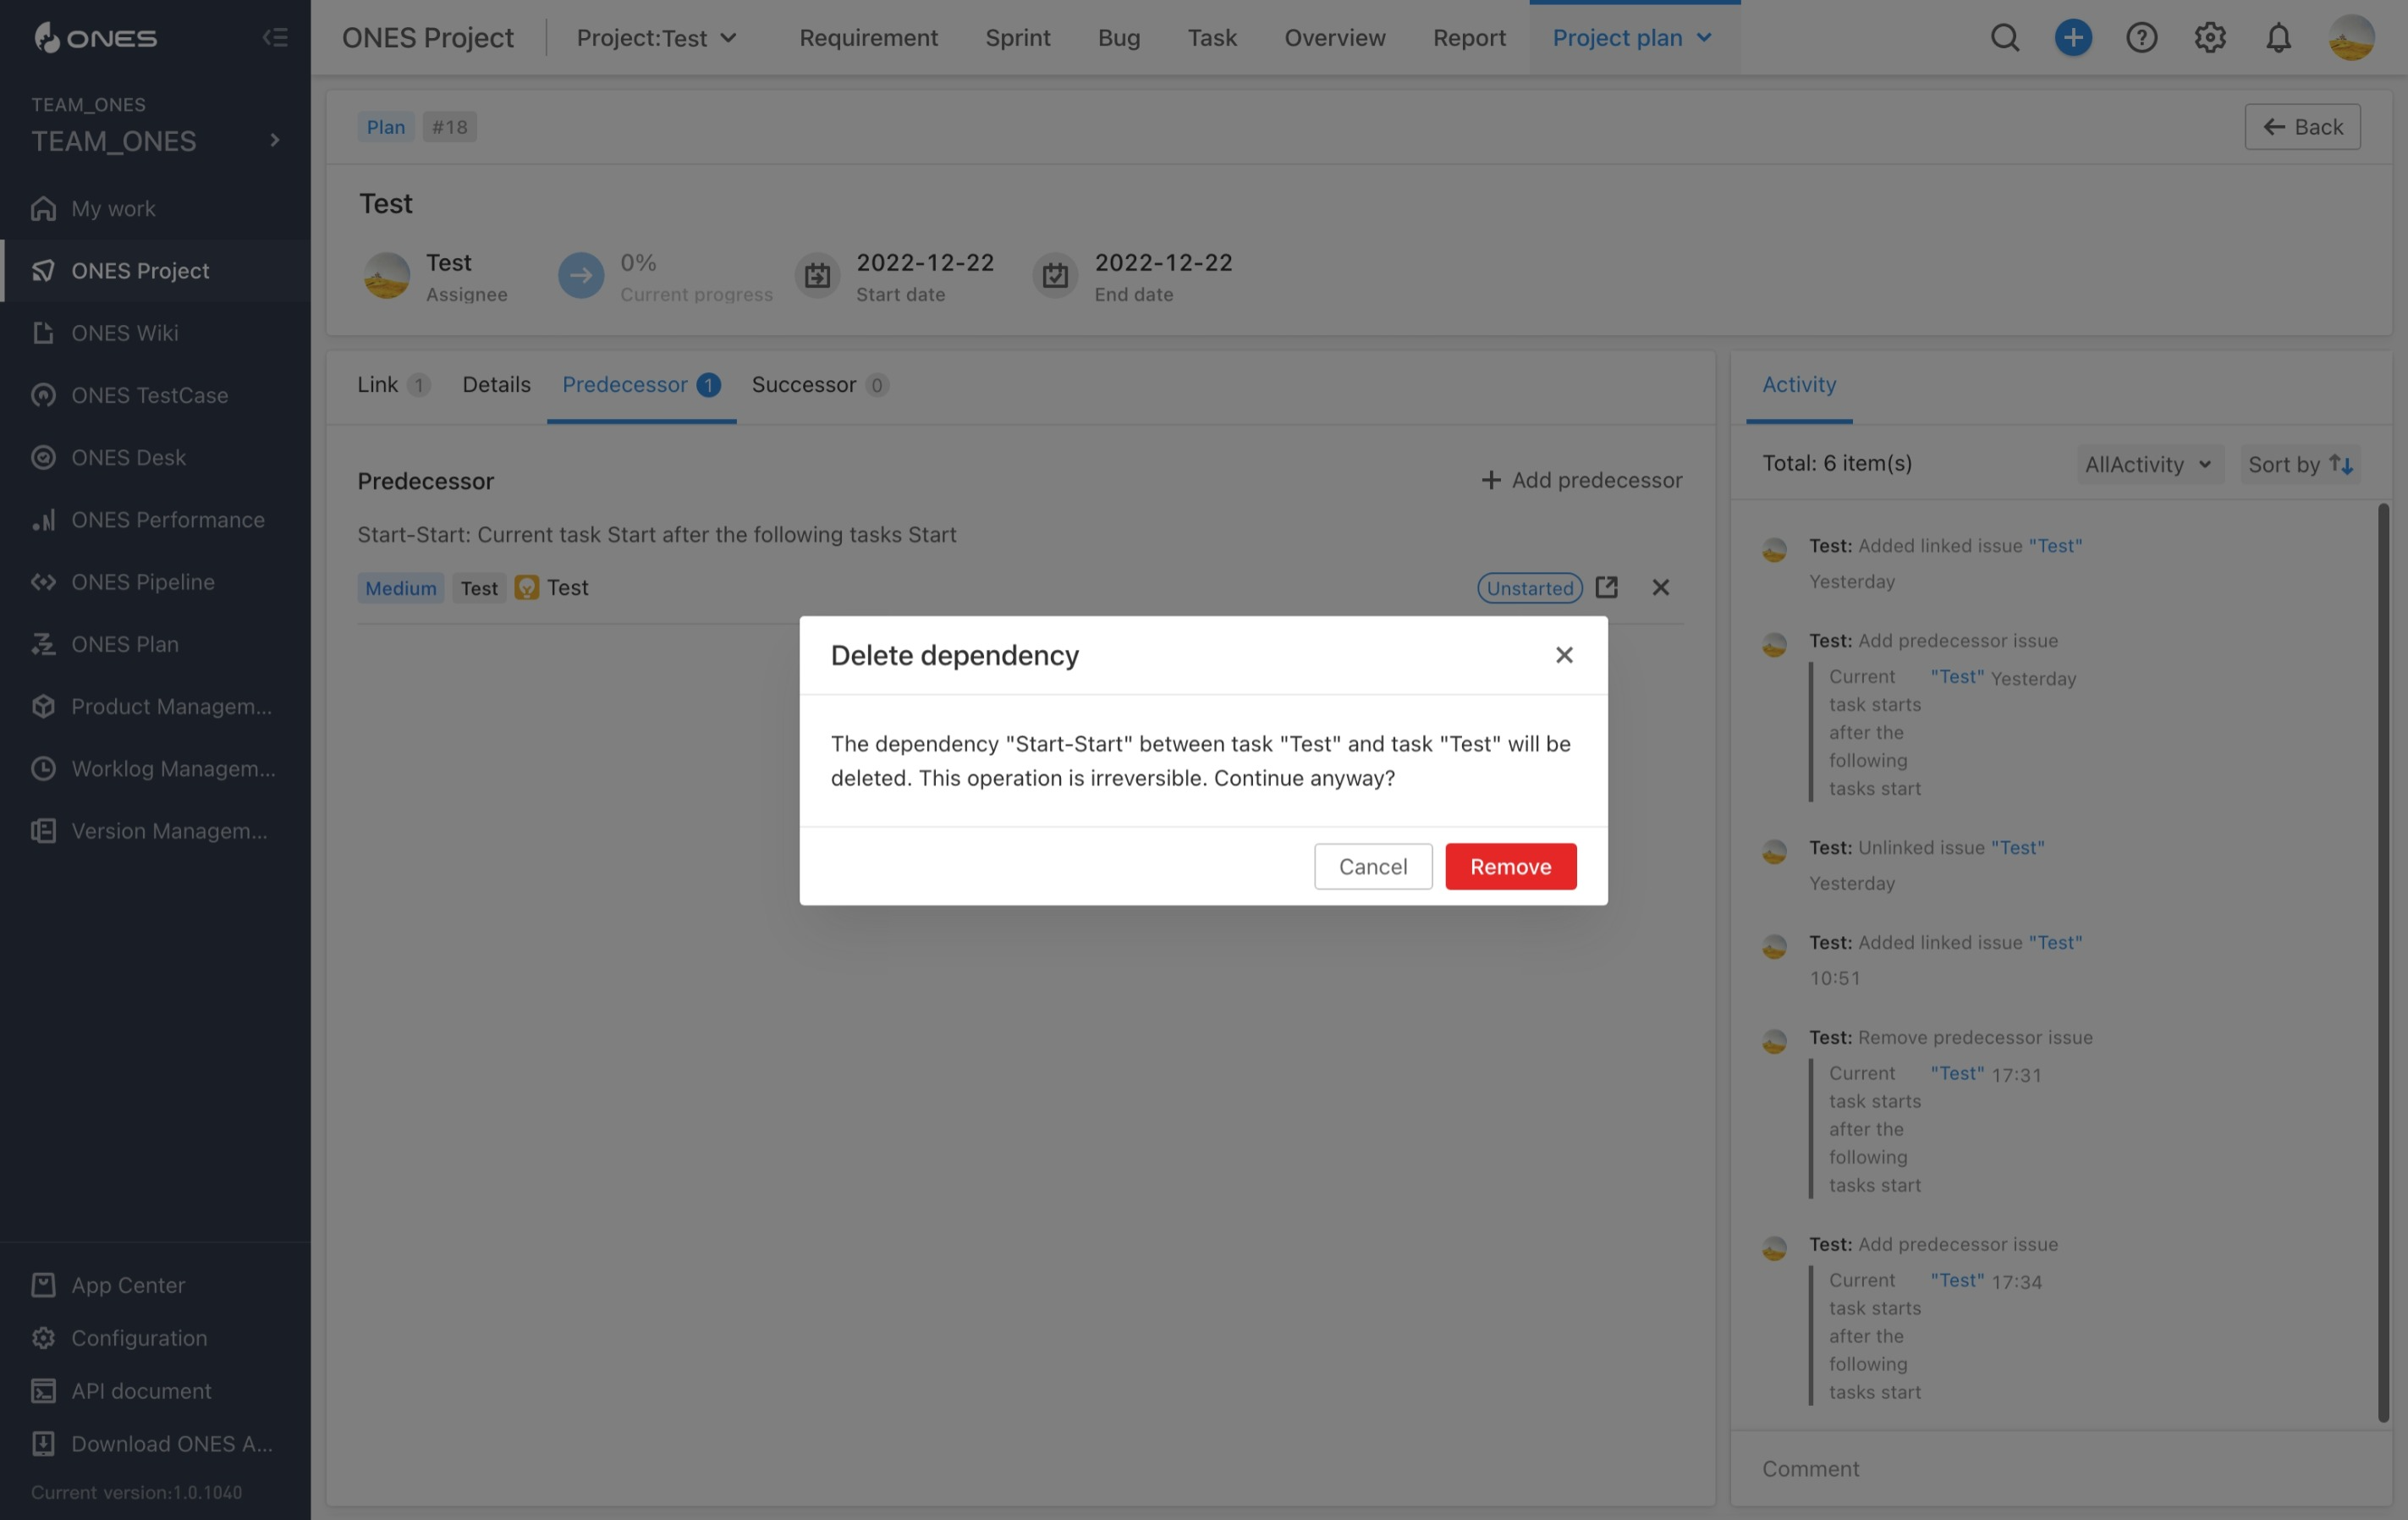 ONES
TEAM_ONES
TEAM_ONES
My work
ONES Project
ONES Wiki
ONES TestCase
ONES Desk
ONES Performance
ONES Pipeline
ONES Plan
Product Managem...
Worklog Managem...
Version Managem...
App Center
Configuration
API document
Download ONES A...
Current version:1.0.1040
ONES Project
Project:Test
Requirement
Sprint
Bug
Task
Overview
Report
Project plan
Plan
#18
Back
Test
Test
Assignee
0%
Current progress
2022-12-22
Start date
2022-12-22
End date
Link 1
Details
Predecessor 1
Successor 0
Predecessor
Add predecessor
Start-Start: Current task Start after the following tasks Start
Medium Test Test
Unstarted
Delete dependency
The dependency "Start-Start" between task "Test" and task "Test" will be
deleted. This operation is irreversible. Continue anyway?
Cancel
Remove
Activity
Total: 6 item(s)
AllActivity
Sort by
Test: Added linked issue "Test"
Yesterday
Test: Add predecessor issue
Current "Test" Yesterday
task starts
after the
following
tasks start
Test: Unlinked issue "Test"
Yesterday
Test: Added linked issue "Test"
10:51
Test: Remove predecessor issue
Current "Test" 17:31
task starts
after the
following
tasks start
Test: Add predecessor issue
Current "Test" 17:34
task starts
after the
following
tasks start
Comment